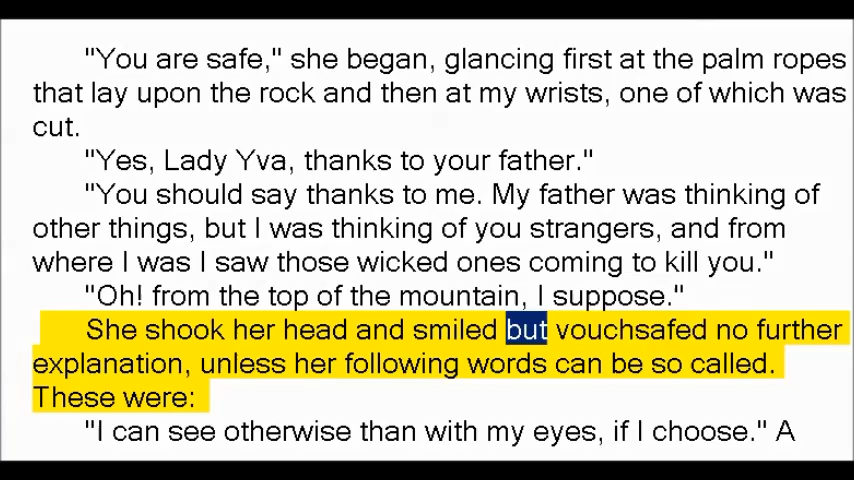 "You are safe," she began, glancing first at the palm ropes
that lay upon the rock and then at my wrists, one of which was
cut.
"Yes, Lady Yva, thanks to your father."
"You should say thanks to me. My father was thinking of
other things, but I was thinking of you strangers, and from
where I was I saw those wicked ones coming to kill you."
"Oh! from the top of the mountain, I suppose."
She shook her head and smiled but vouchsafed no further
explanation, unless her following words can be so called.
These were:
"I can see otherwise than with my eyes, if I choose." A